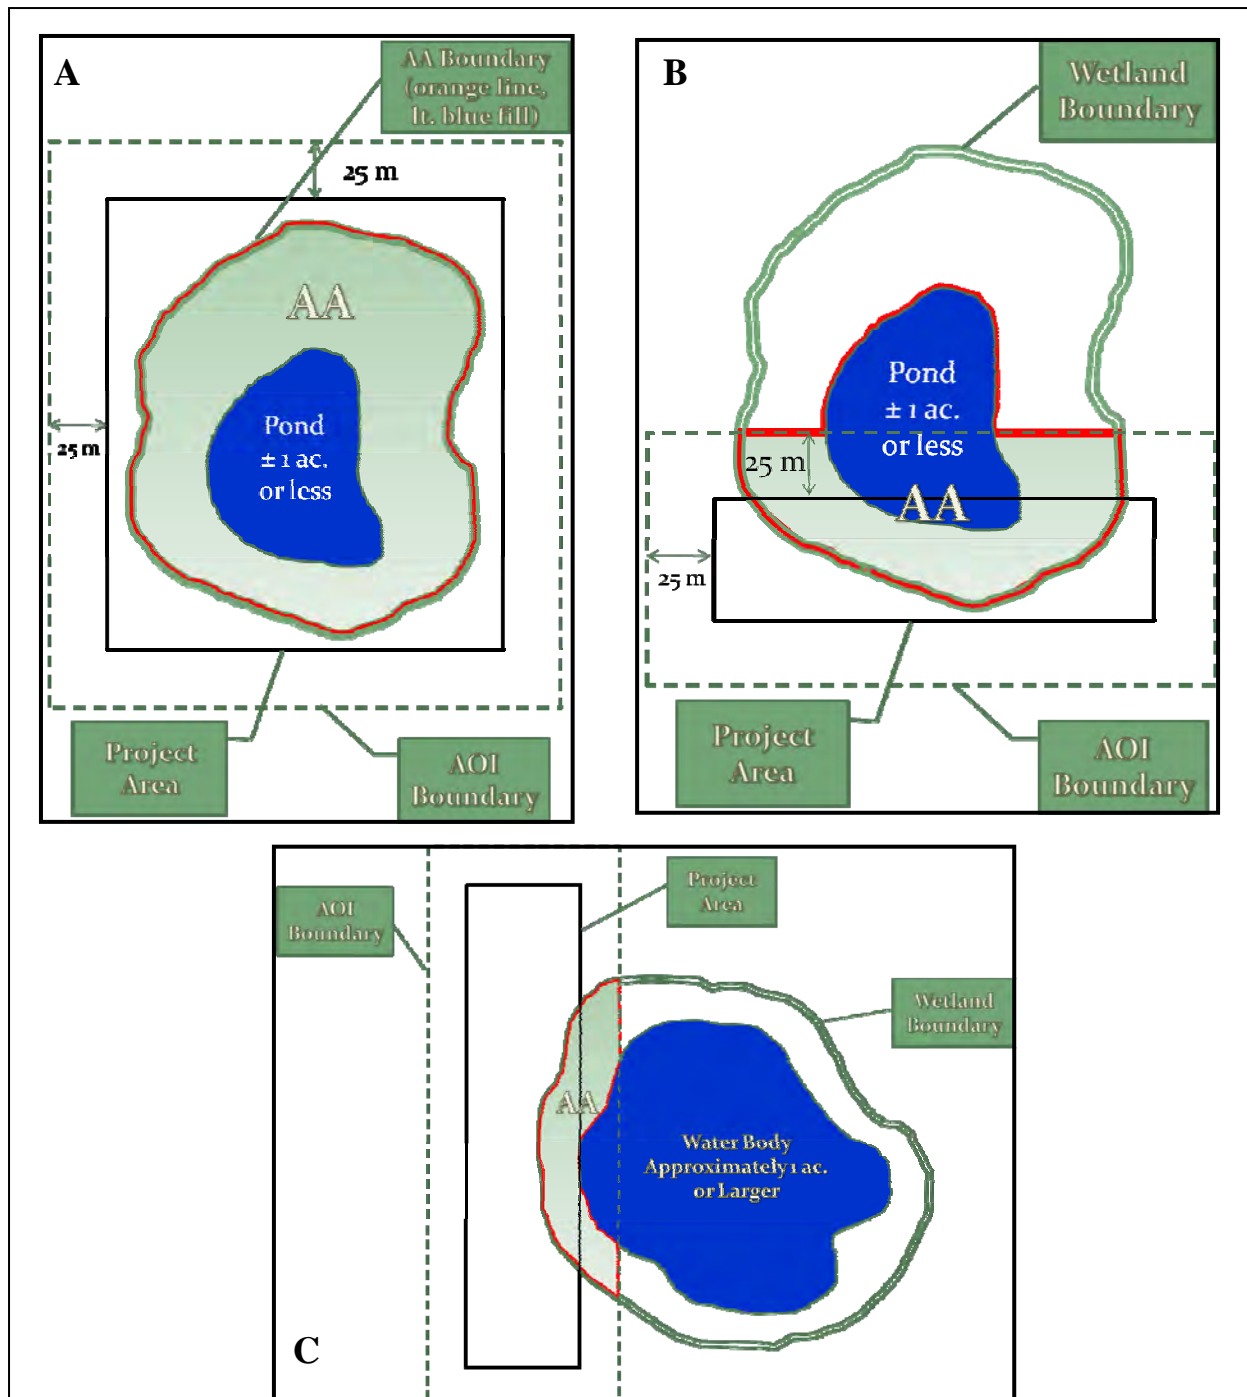 A
AA Boundary
(orange line,
lt. blue fill)
25 m
AA
25 m
Pond
± 1 ac.
or less
Project
Area
AOI
Boundary
B
Wetland
Boundary
Pond
± 1 ac.
or less
25 m
AA
25 m
Project
Area
AOI
Boundary
AOI
Boundary
Project
Area
Wetland
Boundary
AA
Water Body
Approximately 1 ac.
or Larger
C